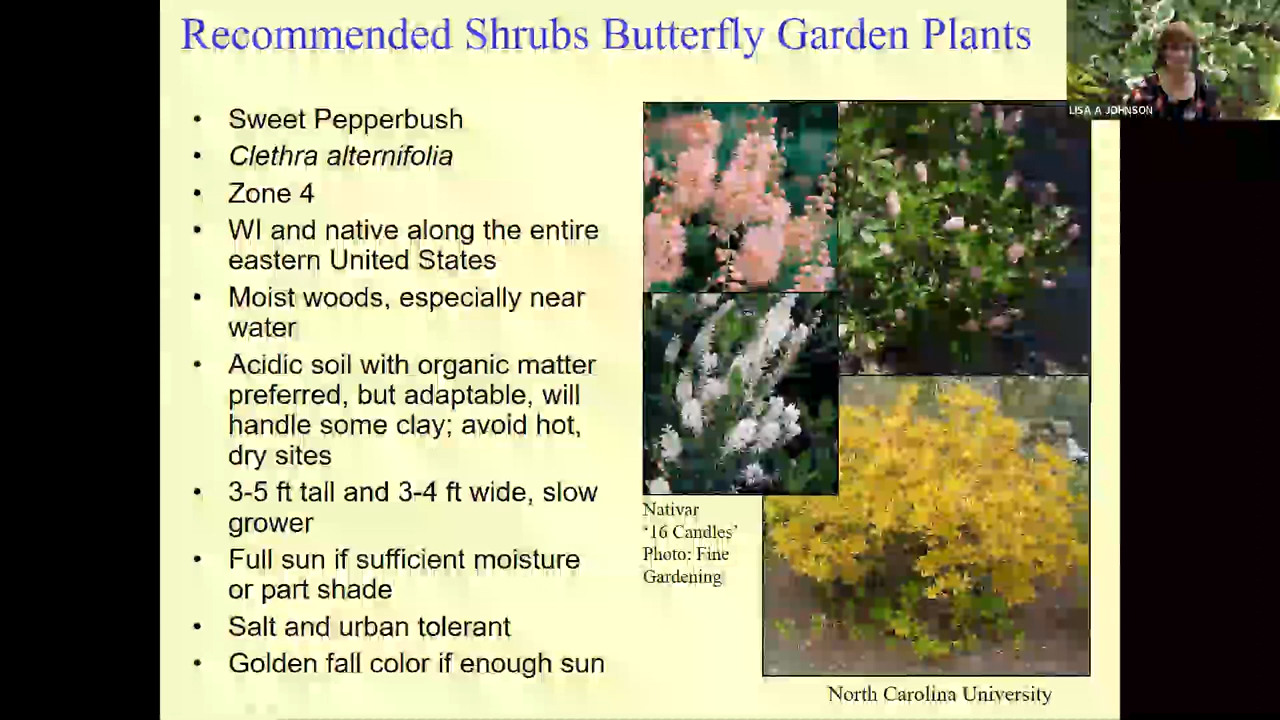 Recommended Shrubs Butterfly Garden Plants
LISA A JOHNSON
• Sweet Pepperbush
• Clethra alternifolia
• Zone 4
• WI and native along the entire
eastern United States
• Moist woods, especially near
water
• Acidic soil with organic matter
preferred, but adaptable, will
handle some clay; avoid hot,
dry sites
• 3-5 ft tall and 3-4 ft wide, slow
grower
• Full sun if sufficient moisture
or part shade
• Salt and urban tolerant
• Golden fall color if enough sun
Nativar
‘16 Candles’
Photo: Fine
Gardening
North Carolina University